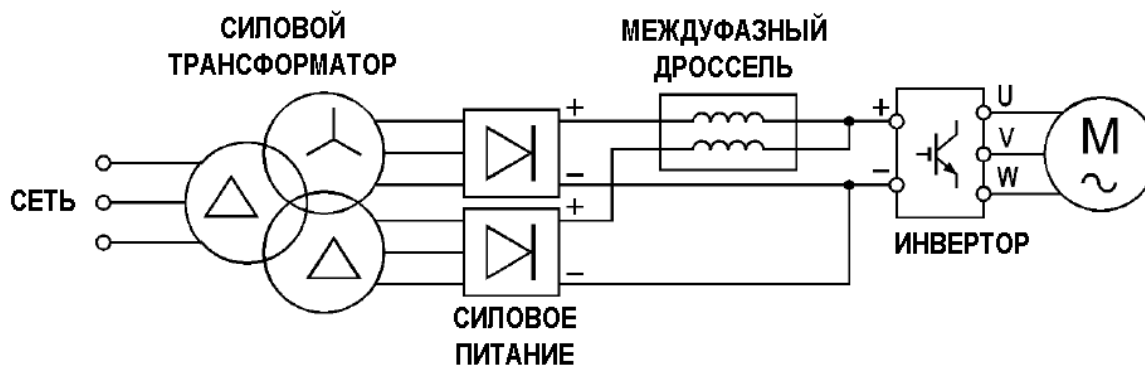 СИЛОВОЙ
ТРАНСФОРМАТОР
МЕЖДУФАЗНЫЙ
ДРОССЕЛЬ
СЕТЬ
+
−
+
−
+
−
U
V
W
M
~
ИНВЕРТОР
СИЛОВОЕ
ПИТАНИЕ